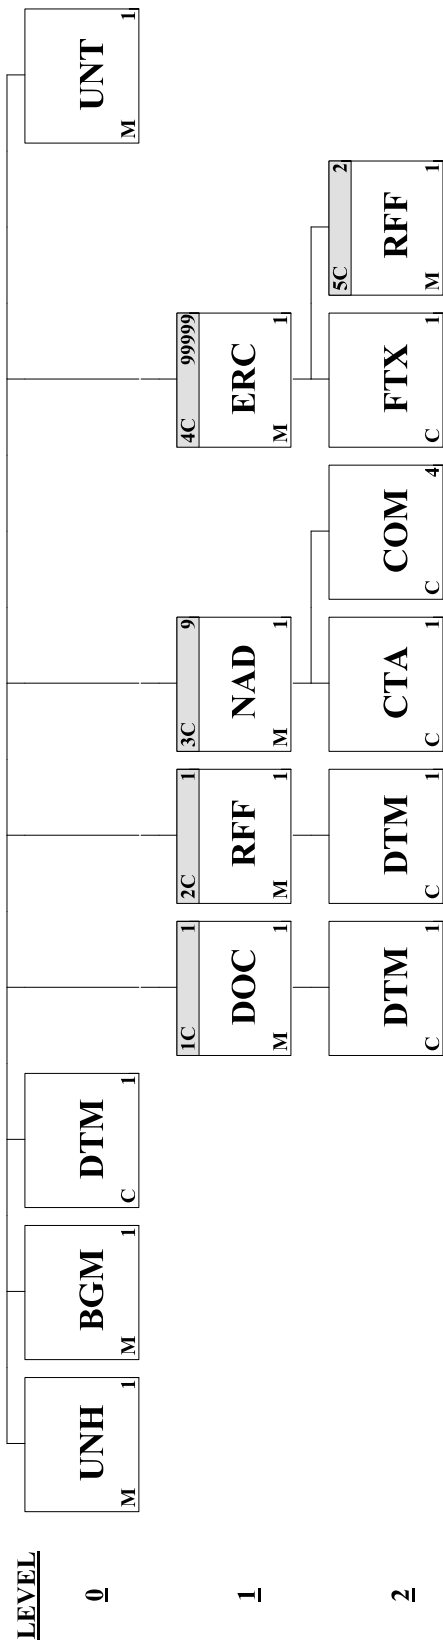 LEVEL
0
UNH
M 1
BGM
M 1
DTM
C 1
UNT
M 1
1
1C 1
DOC
M 1
2C 1
RFF
M 1
3C 9
NAD
M 1
4C 99999
ERC
M 1
2
DTM
C 1
DTM
C 1
CTA
C 1
COM
C 4
FTX
C 1
5C 2
RFF
M 1